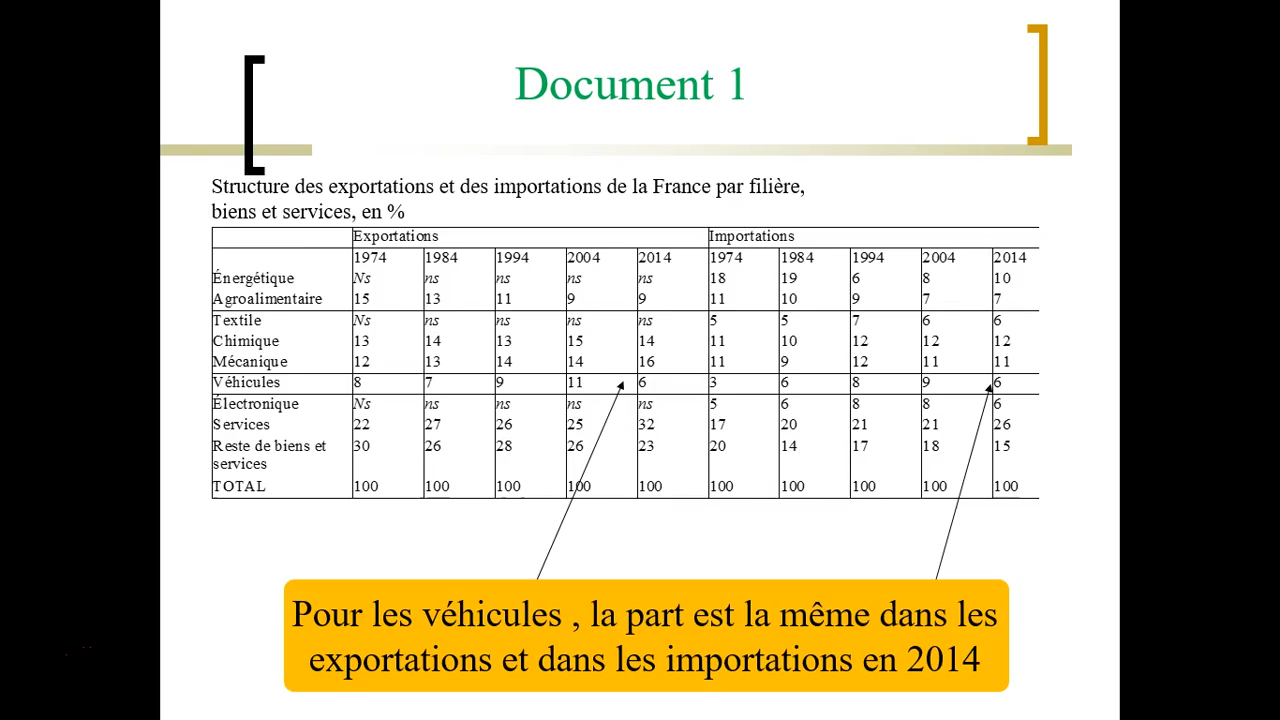 Document 1
Structure des exportations et des importations de la France par filière,
biens et services, en %
Exportations Importations
1974 1984 1994 2004 2014 1974 1984 1994 2004 2014
Énergétique Ns ns ns ns ns 18 19 6 8 10
Agroalimentaire 15 13 11 9 9 11 10 9 7 7
Textile Ns ns ns ns ns 5 5 7 6 6
Chimique 13 14 13 15 14 11 10 12 12 12
Mécanique 12 13 14 14 16 11 9 12 11 11
Véhicules 8 7 9 11 6 3 6 8 9 6
Électronique Ns ns ns ns ns 5 6 8 8 6
Services 22 27 26 25 32 17 20 21 21 26
Reste de biens et 30 26 28 26 23 20 14 17 18 15
services
TOTAL 100 100 100 100 100 100 100 100 100 100
Pour les véhicules , la part est la même dans les
exportations et dans les importations en 2014